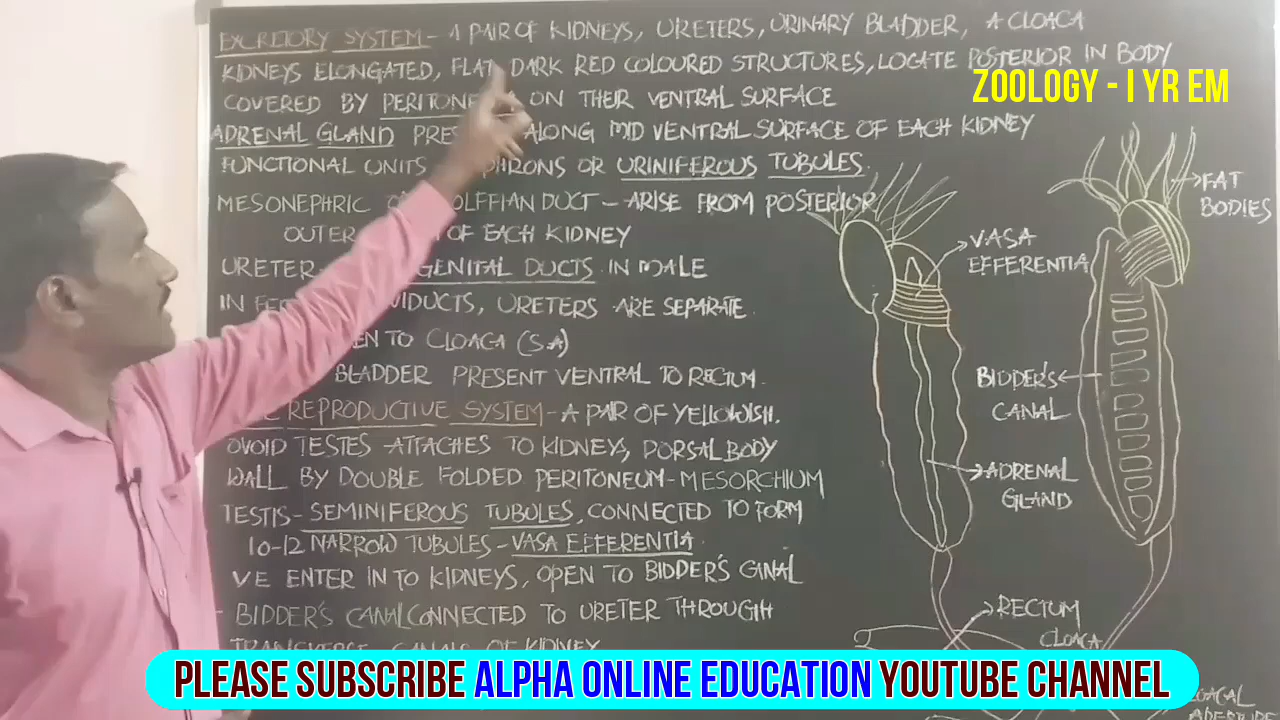 EXCRETORY SYSTEM - A PAIR OF KIDNEYS, URETERS, URINARY BLADDER, A CLOACA
KIDNEYS ELONGATED, FLAT, DARK RED COLOURED STRUCTURES, LOCATE POSTERIOR IN BODY
ZOOLOGY - I YR EM
COVERED BY PERITONE ON THEIR VENTRAL SURFACE
ADRENAL GLAND PRES ALONG MID VENTRAL SURFACE OF EACH KIDNEY
FUNCTIONAL UNITS PHRONS OR URINIFEROUS TUBULES.
MESONEPHRIC OLFFIAN DUCT - ARISE FROM POSTERIOR
OUTER OF EACH KIDNEY
URETER GENITAL DUCTS IN MALE
IN FE VIDUCTS, URETERS ARE SEPARATE.
EN TO CLOACA (S.A)
BLADDER PRESENT VENTRAL TO RECTUM.
REPRODUCTIVE SYSTEM - A PAIR OF YELLOWISH.
OVOID TESTES ATTACHES TO KIDNEYS, DORSAL BODY
WALL BY DOUBLE FOLDED PERITONEUM - MESORCHIUM
TESTIS - SEMINIFEROUS TUBULES, CONNECTED TO FORM
10-12 NARROW TUBULES - VASA EFFERENTIA.
VE ENTER IN TO KIDNEYS, OPEN TO BIDDER'S CANAL
BIDDER'S CANAL CONNECTED TO URETER THROUGH
TRANSVERSE CANALS OF KIDNEY
FAT
BODIES
VASA
EFFERENTIA
BIDDER'S
CANAL
ADRENAL
GLAND
RECTUM
CLOACA
CLOACAL
APERTURE
PLEASE SUBSCRIBE ALPHA ONLINE EDUCATION YOUTUBE CHANNEL